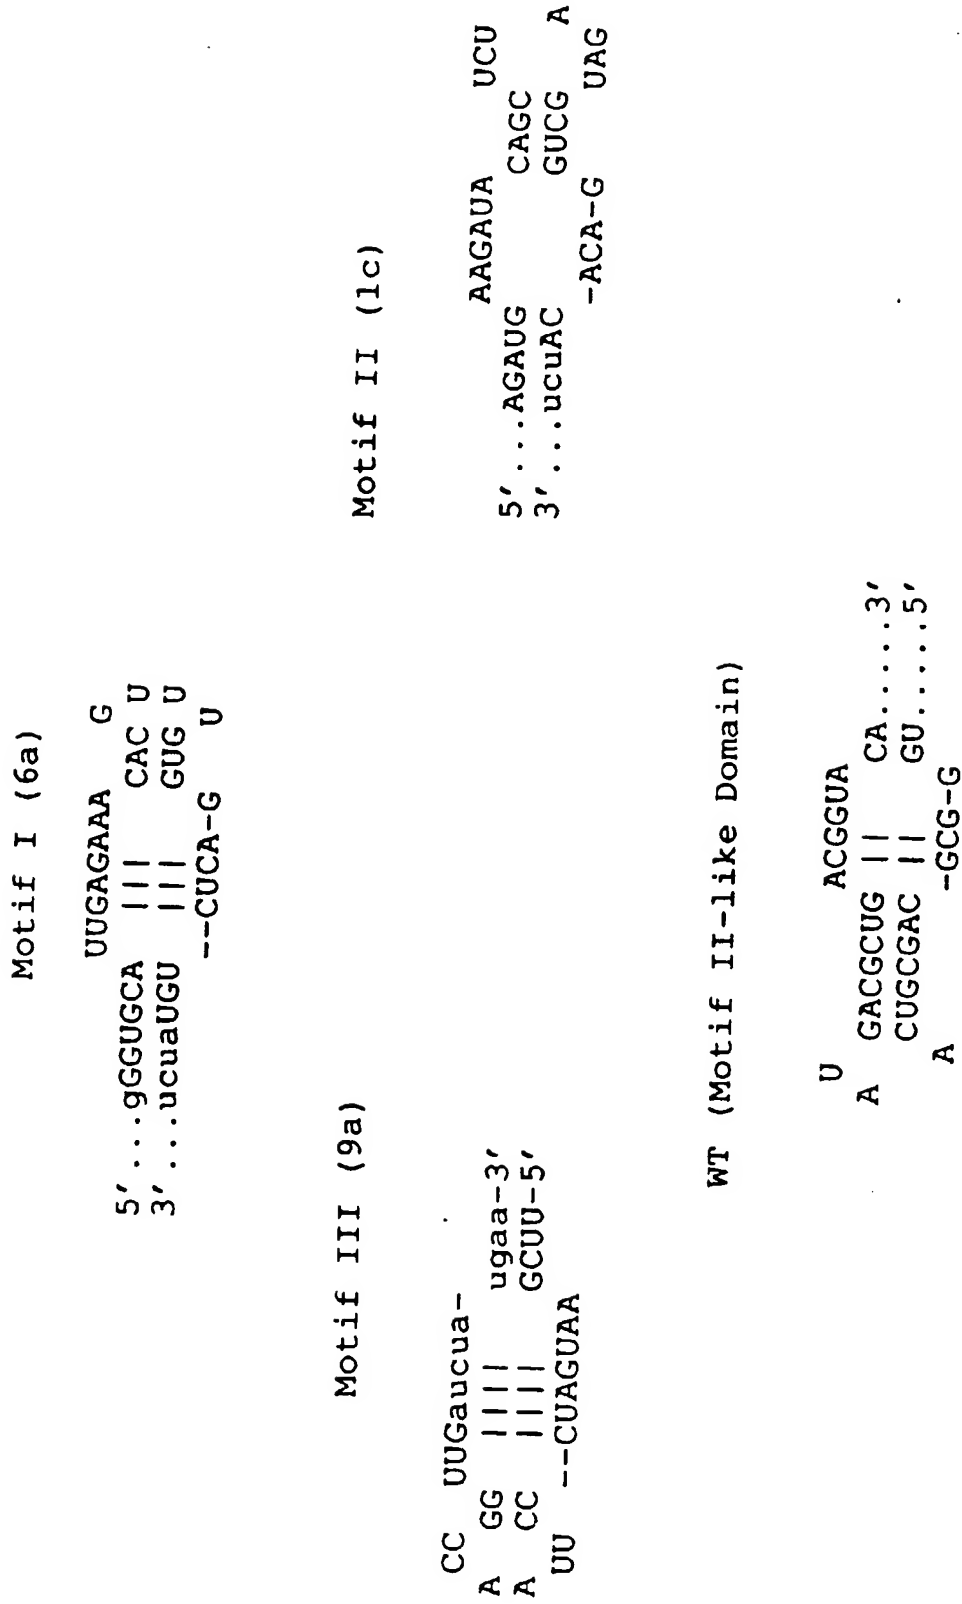 Motif I (6a)
UUGAGAAA G
5' ...gGGUGCA ||| CAC U
3' ...ucuaUGU ||| GUG U
--CUCA-G U
Motif III (9a)
CC UUGaucua-
A GG |||| ugaa-3'
A CC |||| GCUU-5'
UU --CUAGUAA
Motif II (1c)
AAGAUA UCU
5' ...AGAUG CAGC
3' ...ucuAC GUCG A
-ACA-G UAG
WT (Motif II-like Domain)
U ACGGUA
A GACGCUG || CA......3'
CUGCGAC || GU......5'
A -GCG-G